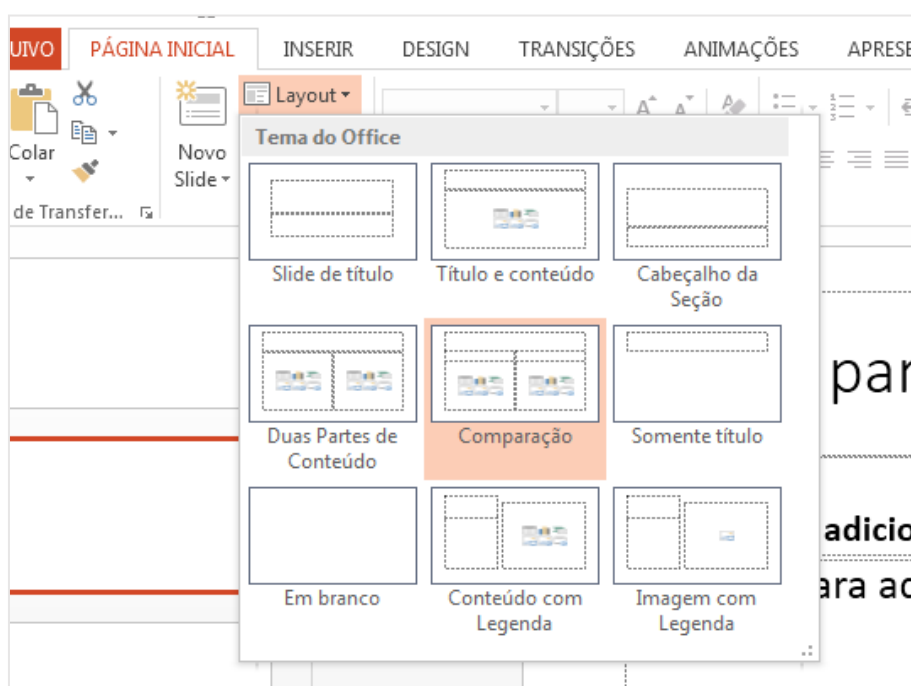 UIVO PÁGINA INICIAL INSERIR DESIGN TRANSIÇÕES ANIMAÇÕES APRESE
Layout
Colar
Novo
Slide
de Transfer...
Tema do Office
Slide de título
Título e conteúdo
Cabeçalho da
Seção
Duas Partes de
Conteúdo
Comparação
Somente título
Em branco
Conteúdo com
Legenda
Imagem com
Legenda
par
adicio
ara ad